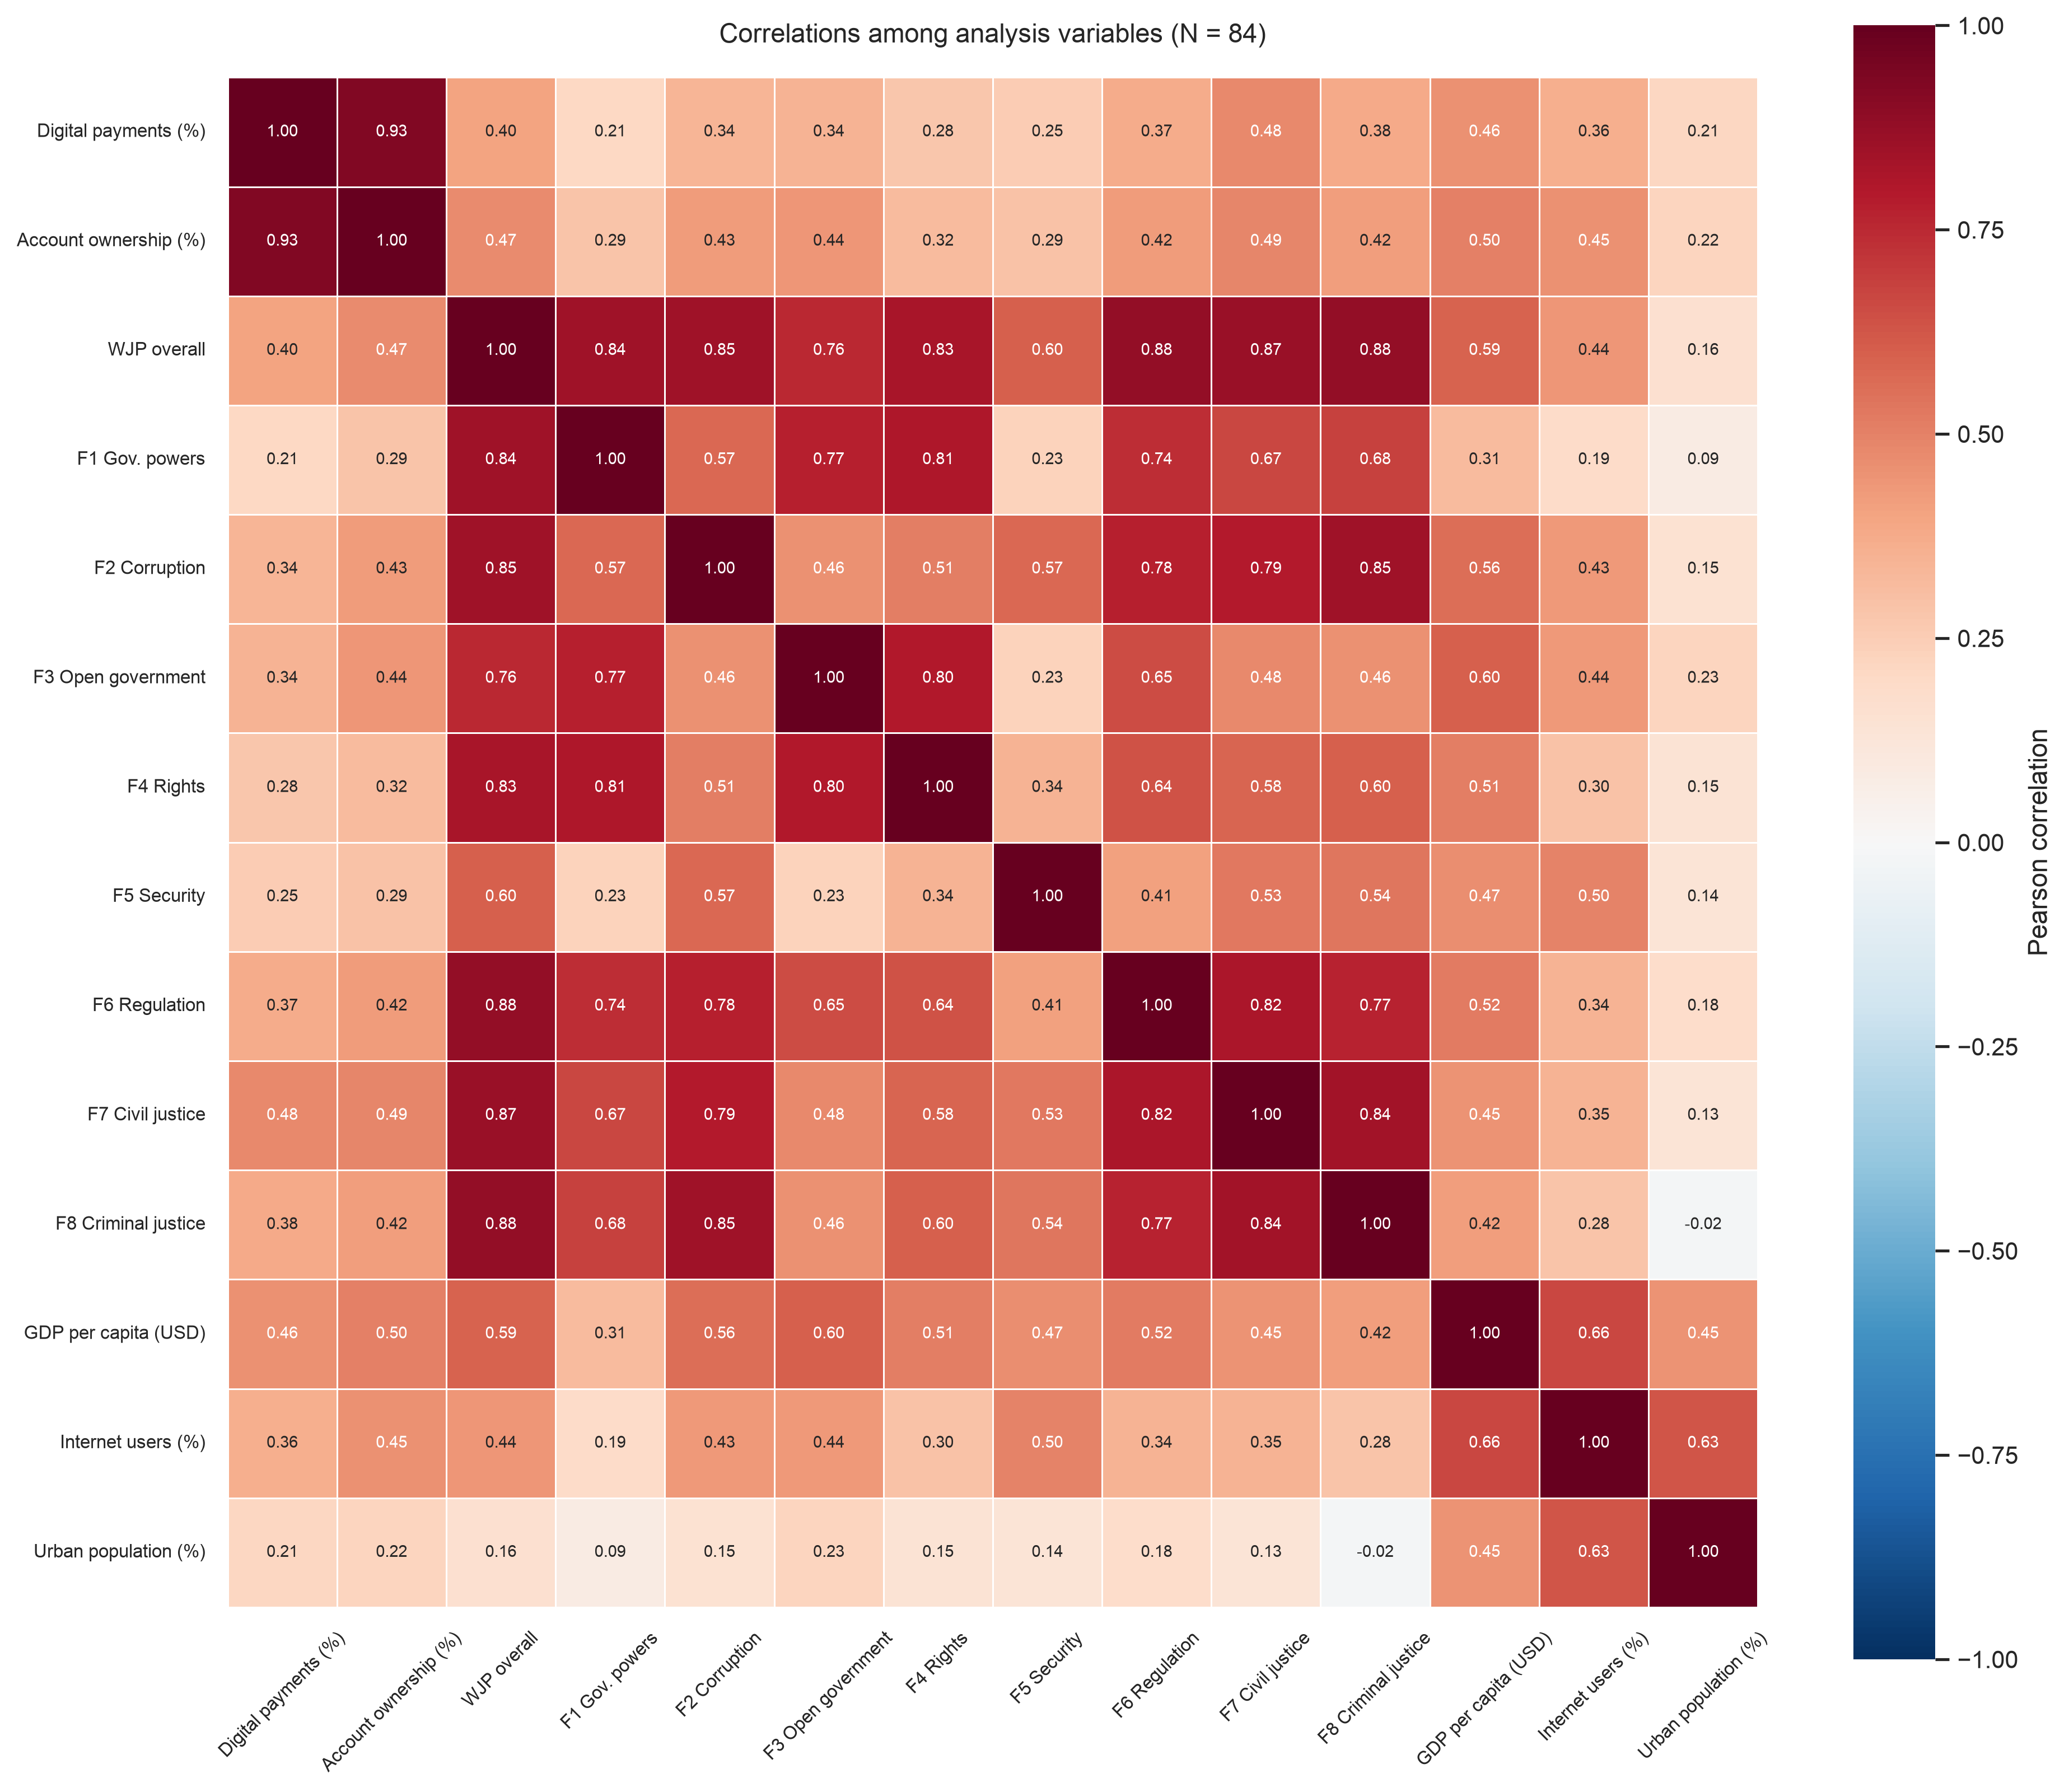 Correlations among analysis variables (N = 84)
Digital payments (%) 1.00 0.93 0.40 0.21 0.34 0.34 0.28 0.25 0.37 0.48 0.38 0.46 0.36 0.21
Account ownership (%) 0.93 1.00 0.47 0.29 0.43 0.44 0.32 0.29 0.42 0.49 0.42 0.50 0.45 0.22
WJP overall 0.40 0.47 1.00 0.84 0.85 0.76 0.83 0.60 0.88 0.87 0.88 0.59 0.44 0.16
F1 Gov. powers 0.21 0.29 0.84 1.00 0.57 0.77 0.81 0.23 0.74 0.67 0.68 0.31 0.19 0.09
F2 Corruption 0.34 0.43 0.85 0.57 1.00 0.46 0.51 0.57 0.78 0.79 0.85 0.56 0.43 0.15
F3 Open government 0.34 0.44 0.76 0.77 0.46 1.00 0.80 0.23 0.65 0.48 0.46 0.60 0.44 0.23
F4 Rights 0.28 0.32 0.83 0.81 0.51 0.80 1.00 0.34 0.64 0.58 0.60 0.51 0.30 0.15
F5 Security 0.25 0.29 0.60 0.23 0.57 0.23 0.34 1.00 0.41 0.53 0.54 0.47 0.50 0.14
F6 Regulation 0.37 0.42 0.88 0.74 0.78 0.65 0.64 0.41 1.00 0.82 0.77 0.52 0.34 0.18
F7 Civil justice 0.48 0.49 0.87 0.67 0.79 0.48 0.58 0.53 0.82 1.00 0.84 0.45 0.35 0.13
F8 Criminal justice 0.38 0.42 0.88 0.68 0.85 0.46 0.60 0.54 0.77 0.84 1.00 0.42 0.28 -0.02
GDP per capita (USD) 0.46 0.50 0.59 0.31 0.56 0.60 0.51 0.47 0.52 0.45 0.42 1.00 0.66 0.45
Internet users (%) 0.36 0.45 0.44 0.19 0.43 0.44 0.30 0.50 0.34 0.35 0.28 0.66 1.00 0.63
Urban population (%) 0.21 0.22 0.16 0.09 0.15 0.23 0.15 0.14 0.18 0.13 -0.02 0.45 0.63 1.00
Digital payments (%)
Account ownership (%)
WJP overall
F1 Gov. powers
F2 Corruption
F3 Open government
F4 Rights
F5 Security
F6 Regulation
F7 Civil justice
F8 Criminal justice
GDP per capita (USD)
Internet users (%)
Urban population (%)
1.00
0.75
0.50
0.25
0.00
−0.25
−0.50
−0.75
−1.00
Pearson correlation